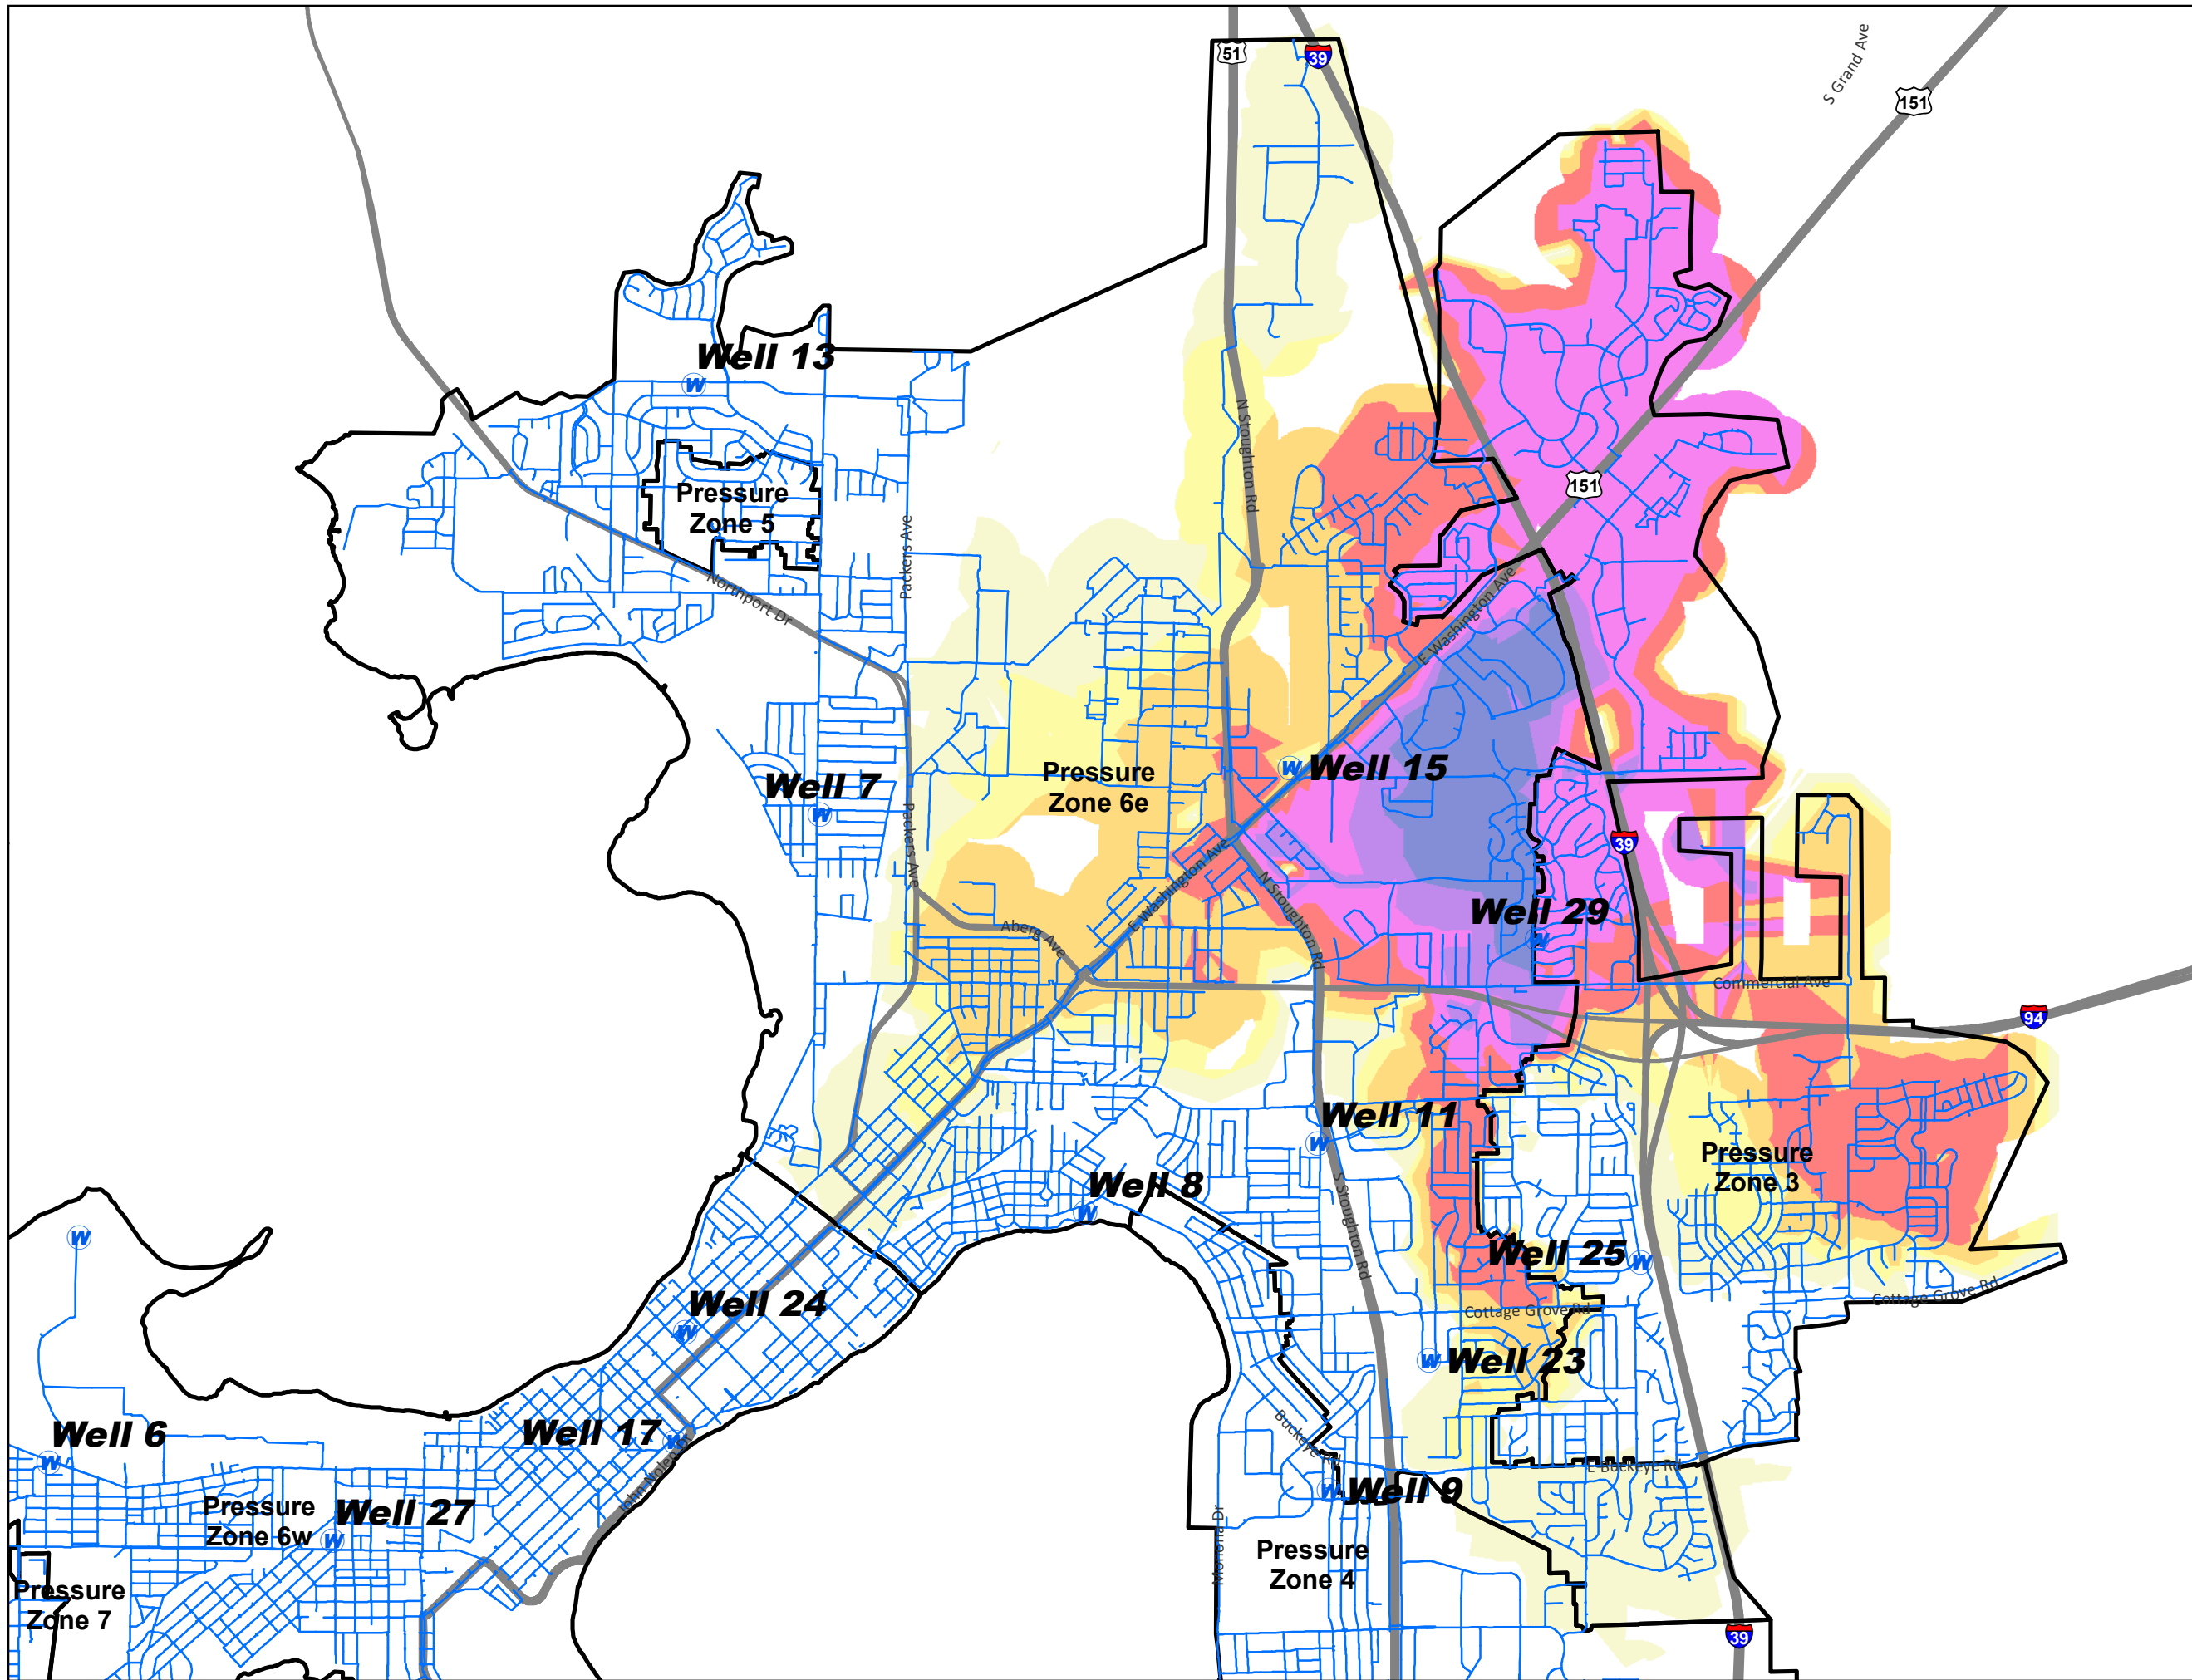 51
39
S Grand Ave
151
Well 13
N Stoughton Rd
151
Pressure
Zone 5
Packers Ave
Northport Dr
E Washington Ave
Well 15
Pressure
Zone 6e
Well 7
W
W
W
Packers Ave
E Washington Ave
39
N Stoughton Rd
Well 29
W
Aberg Ave
Commercial Ave
94
Well 11
W
Pressure
Zone 3
Well 8
W
S Stoughton Rd
W
Well 25
W
Cottage Grove Rd
Well 24
W
Cottage Grove Rd
W
Well 23
Well 6
W
Well 17
W
John Nolen Dr
Buckeye Rd
E Buckeye Rd
W
Well 9
Pressure
Zone 6w
Well 27
W
Monona Dr
Pressure
Zone 4
Pressure
Zone 7
39